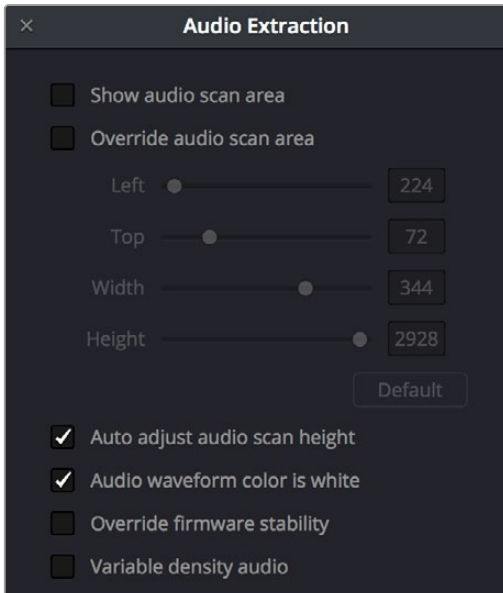 Audio Extraction
Show audio scan area
Override audio scan area
Left 224
Top 72
Width 344
Height 2928
Default
Auto adjust audio scan height
Audio waveform color is white
Override firmware stability
Variable density audio